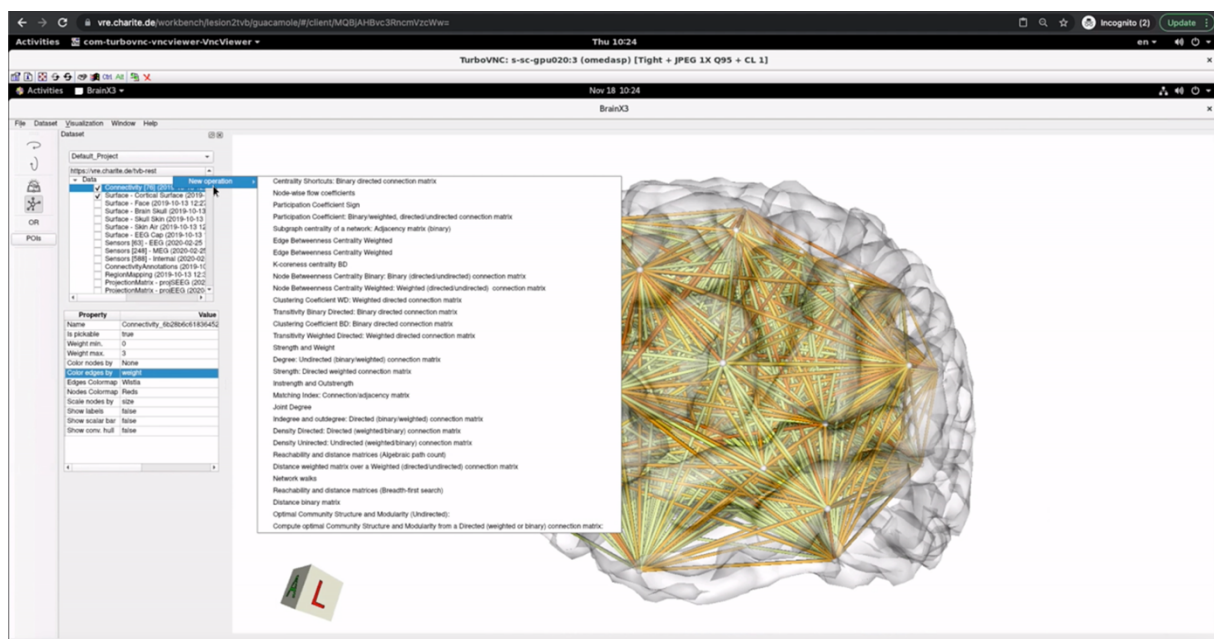 vre.charite.de/workbench/lesion2tvb/guacamole/#/client/MQBjAHBvc3RncmVzcWw=
Incognito (2)
Update
Activities
com-turbovnc-vncviewer-VncViewer
Thu 10:24
en
TurboVNC: s-sc-gpu020:3 (omedasp) [Tight + JPEG 1X Q95 + CL 1]
Ctrl Alt
Activities
BrainX3
Nov 18 10:24
BrainX3
File Dataset Visualization Window Help
Dataset
Default_Project
https://vre.charite.de/tvb-rest
Data
Connectivity [76] (201
Surface - Cortical Surface (2019-
Surface - Face (2019-10-13 12:27
Surface - Brain Skull (2019-10-13
Surface - Skull Skin (2019-10-13
Surface - Skin Air (2019-10-13 12
Surface - EEG Cap (2019-10-13
Sensors [63] - EEG (2020-02-25
Sensors [248] - MEG (2020-02-25
Sensors [588] - Internal (2020-02
ConnectivityAnnotations (2019-10
RegionMapping (2019-10-13 12:
ProjectionMatrix - projSEEG (202
ProjectionMatrix - projEEG (2020
OR
POIs
New operation
Centrality Shortcuts: Binary directed connection matrix
Node-wise flow coefficients
Participation Coefficient Sign
Participation Coefficient: Binary/weighted, directed/undirected connection matrix
Subgraph centrality of a network: Adjacency matrix (binary)
Edge Betweenness Centrality Weighted
Edge Betweenness Centrality Weighted
K-coreness centrality BD
Node Betweenness Centrality Binary: Binary (directed/undirected) connection matrix
Node Betweenness Centrality Weighted: Weighted (directed/undirected) connection matrix
Clustering Coeficient WD: Weighted directed connection matrix
Transitivity Binary Directed: Binary directed connection matrix
Clustering Coefficient BD: Binary directed connection matrix
Transitivity Weighted Directed: Weighted directed connection matrix
Strength and Weight
Degree: Undirected (binary/weighted) connection matrix
Strength: Directed weighted connection matrix
Instrength and Outstrength
Matching Index: Connection/adjacency matrix
Joint Degree
Indegree and outdegree: Directed (binary/weighted) connection matrix
Density Directed: Directed (weighted/binary) connection matrix
Density Unirected: Undirected (weighted/binary) connection matrix
Reachability and distance matrices (Algebraic path count)
Distance weighted matrix over a Weighted (directed/undirected) connection matrix
Network walks
Reachability and distance matrices (Breadth-first search)
Distance binary matrix
Optimal Community Structure and Modularity (Undirected):
Compute optimal Community Structure and Modularity from a Directed (weighted or binary) connection matrix:
Property Value
Name Connectivity_6b28b6c61836452
Is pickable true
Weight min. 0
Weight max. 3
Color nodes by None
Color edges by weight
Edges Colormap Wistia
Nodes Colormap Reds
Scale nodes by size
Show labels false
Show scalar bar false
Show conv. hull false
A L